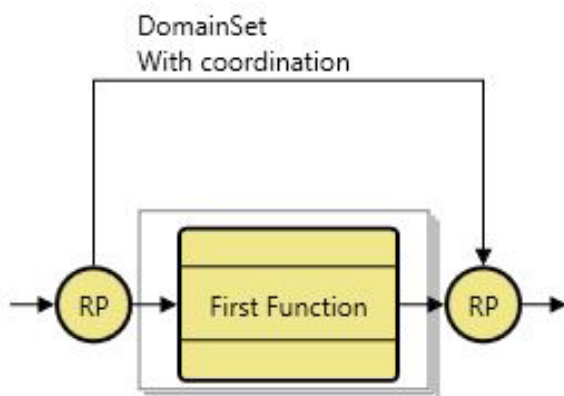 DomainSet
With coordination
RP
First Function
RP